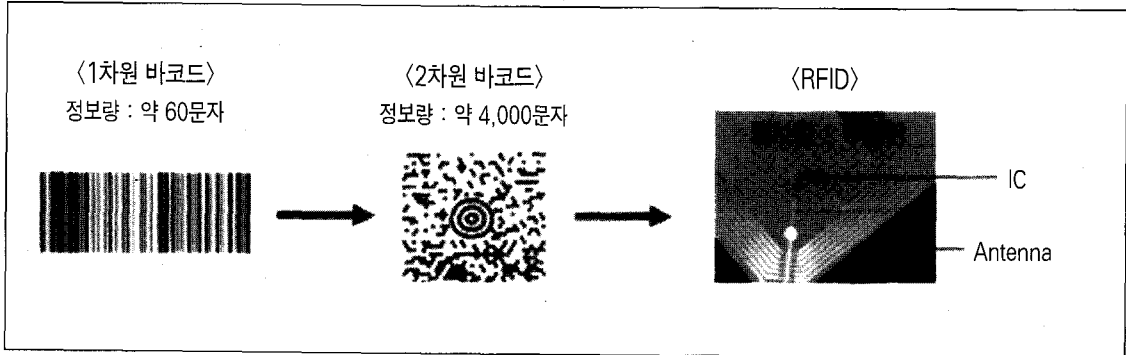 〈1차원 바코드〉
정보량 : 약 60문자
〈2차원 바코드〉
정보량 : 약 4,000문자
〈RFID〉
IC
Antenna